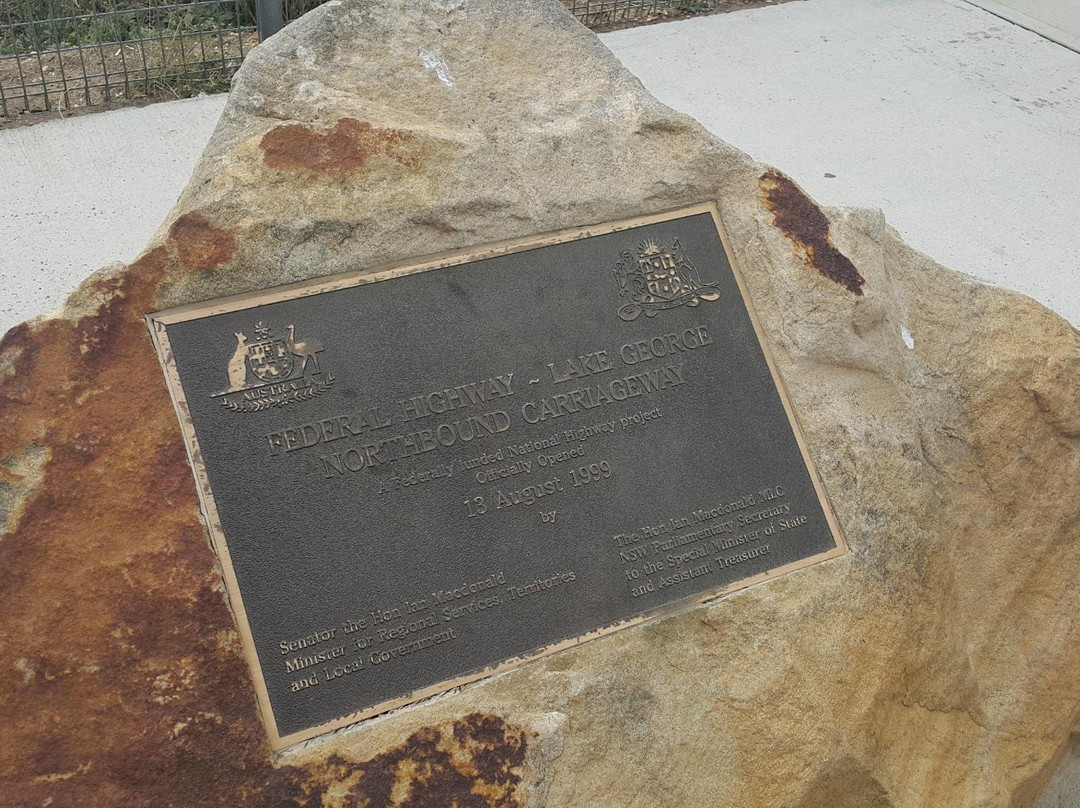 AUSTRALIA
FEDERAL HIGHWAY ~ LAKE GEORGE
NORTHBOUND CARRIAGEWAY
A Federally funded National Highway project
Officially Opened
13 August 1999
by
Senator the Hon Ian Macdonald
Minister for Regional Services, Territories
and Local Government
The Hon Ian Macdonald MLC
NSW Parliamentary Secretary
to the Special Minister of State
and Assistant Treasurer